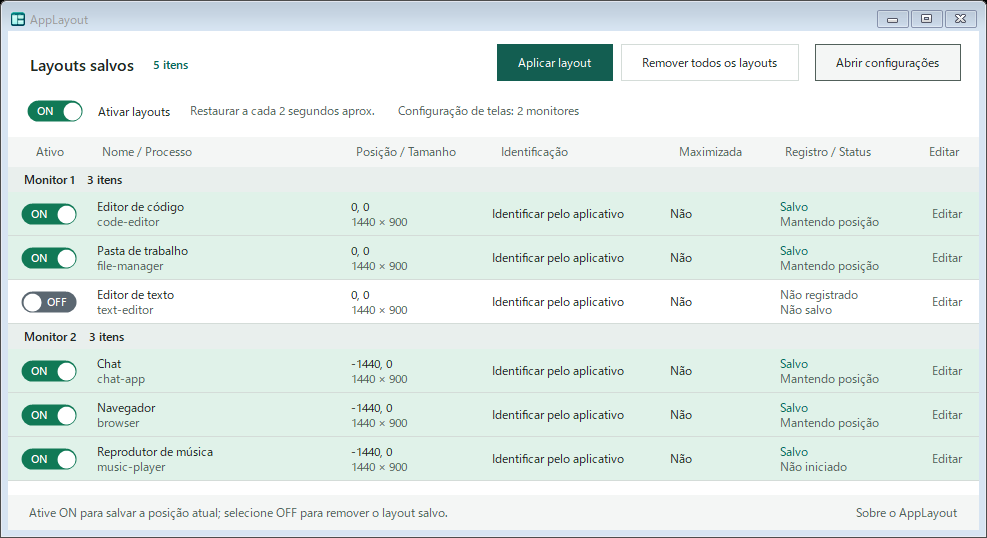 AppLayout
Layouts salvos 5 itens Aplicar layout Remover todos os layouts Abrir configurações
ON Ativar layouts Restaurar a cada 2 segundos aprox. Configuração de telas: 2 monitores
Ativo Nome / Processo Posição / Tamanho Identificação Maximizada Registro / Status Editar
Monitor 1 3 itens
ON Editor de código 0, 0 Identificar pelo aplicativo Não Salvo Editar
code-editor 1440 × 900 Mantendo posição
ON Pasta de trabalho 0, 0 Identificar pelo aplicativo Não Salvo Editar
file-manager 1440 × 900 Mantendo posição
OFF Editor de texto 0, 0 Identificar pelo aplicativo Não Não registrado Editar
text-editor 1440 × 900 Não salvo
Monitor 2 3 itens
ON Chat -1440, 0 Identificar pelo aplicativo Não Salvo Editar
chat-app 1440 × 900 Mantendo posição
ON Navegador -1440, 0 Identificar pelo aplicativo Não Salvo Editar
browser 1440 × 900 Mantendo posição
ON Reprodutor de música -1440, 0 Identificar pelo aplicativo Não Salvo Editar
music-player 1440 × 900 Não iniciado
Ative ON para salvar a posição atual; selecione OFF para remover o layout salvo. Sobre o AppLayout